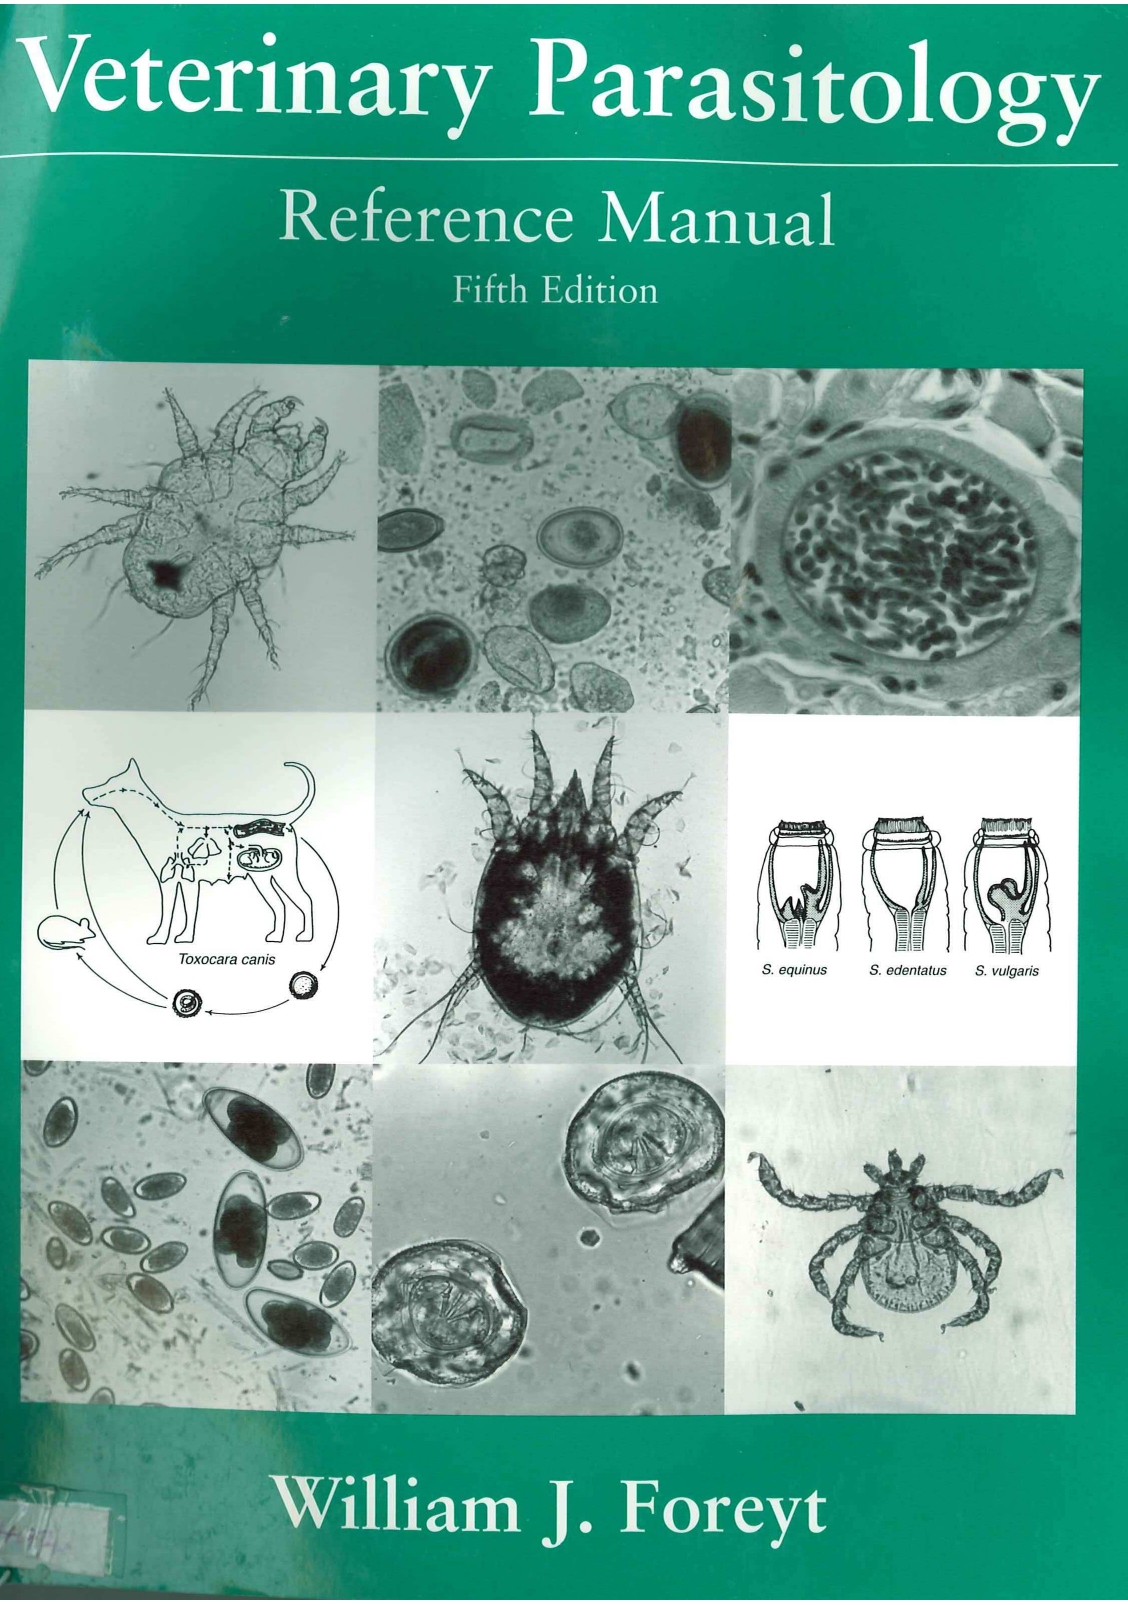 Veterinary Parasitology
Reference Manual
Fifth Edition
Toxocara canis
S. equinus
S. edentatus
S. vulgaris
William J. Foreyt